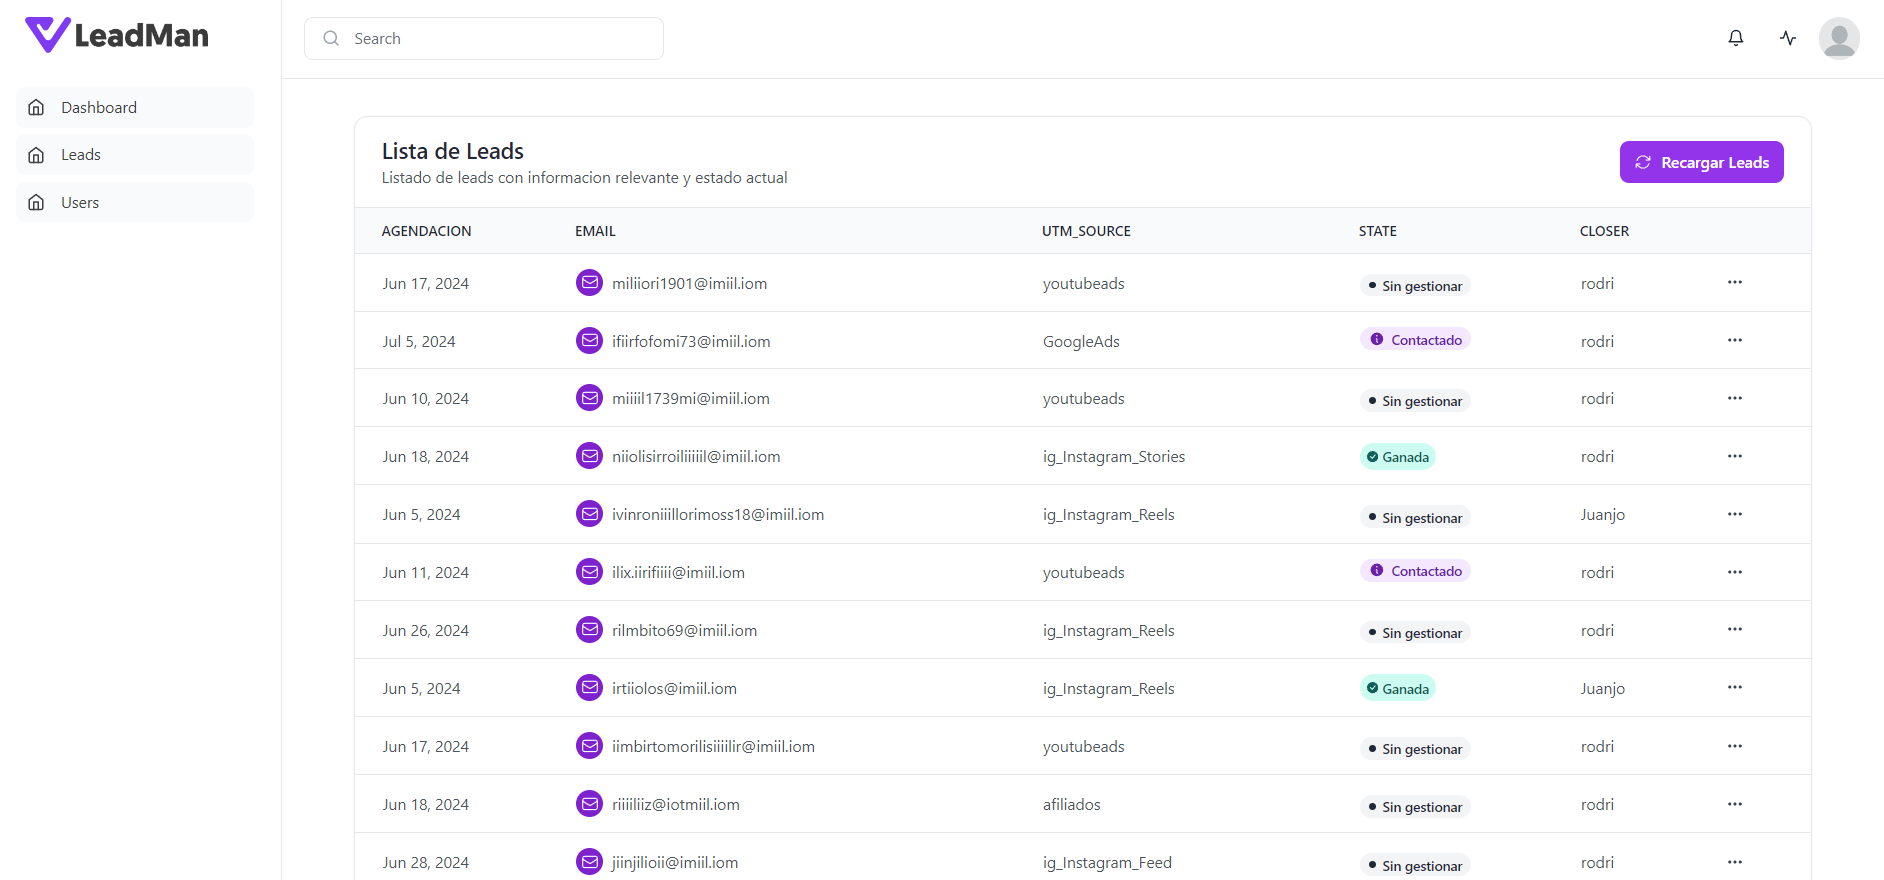 LeadMan
Search
Dashboard
Leads
Users
Lista de Leads
Listado de leads con informacion relevante y estado actual
Recargar Leads
AGENDACION EMAIL UTM_SOURCE STATE CLOSER
Jun 17, 2024 miliiori1901@imiil.iom youtubeads Sin gestionar rodri
Jul 5, 2024 ifiirfofomi73@imiil.iom GoogleAds Contactado rodri
Jun 10, 2024 miiiil1739mi@imiil.iom youtubeads Sin gestionar rodri
Jun 18, 2024 niiolisirroiliiiiil@imiil.iom ig_Instagram_Stories Ganada rodri
Jun 5, 2024 ivinroniiillorimoss18@imiil.iom ig_Instagram_Reels Sin gestionar Juanjo
Jun 11, 2024 ilix.iirifiiii@imiil.iom youtubeads Contactado rodri
Jun 26, 2024 rilmbito69@imiil.iom ig_Instagram_Reels Sin gestionar rodri
Jun 5, 2024 irtiiolos@imiil.iom ig_Instagram_Reels Ganada Juanjo
Jun 17, 2024 iimbirtomorilisiiiilir@imiil.iom youtubeads Sin gestionar rodri
Jun 18, 2024 riiiiliiz@iotmiil.iom afiliados Sin gestionar rodri
Jun 28, 2024 jiinjilioii@imiil.iom ig_Instagram_Feed Sin gestionar rodri